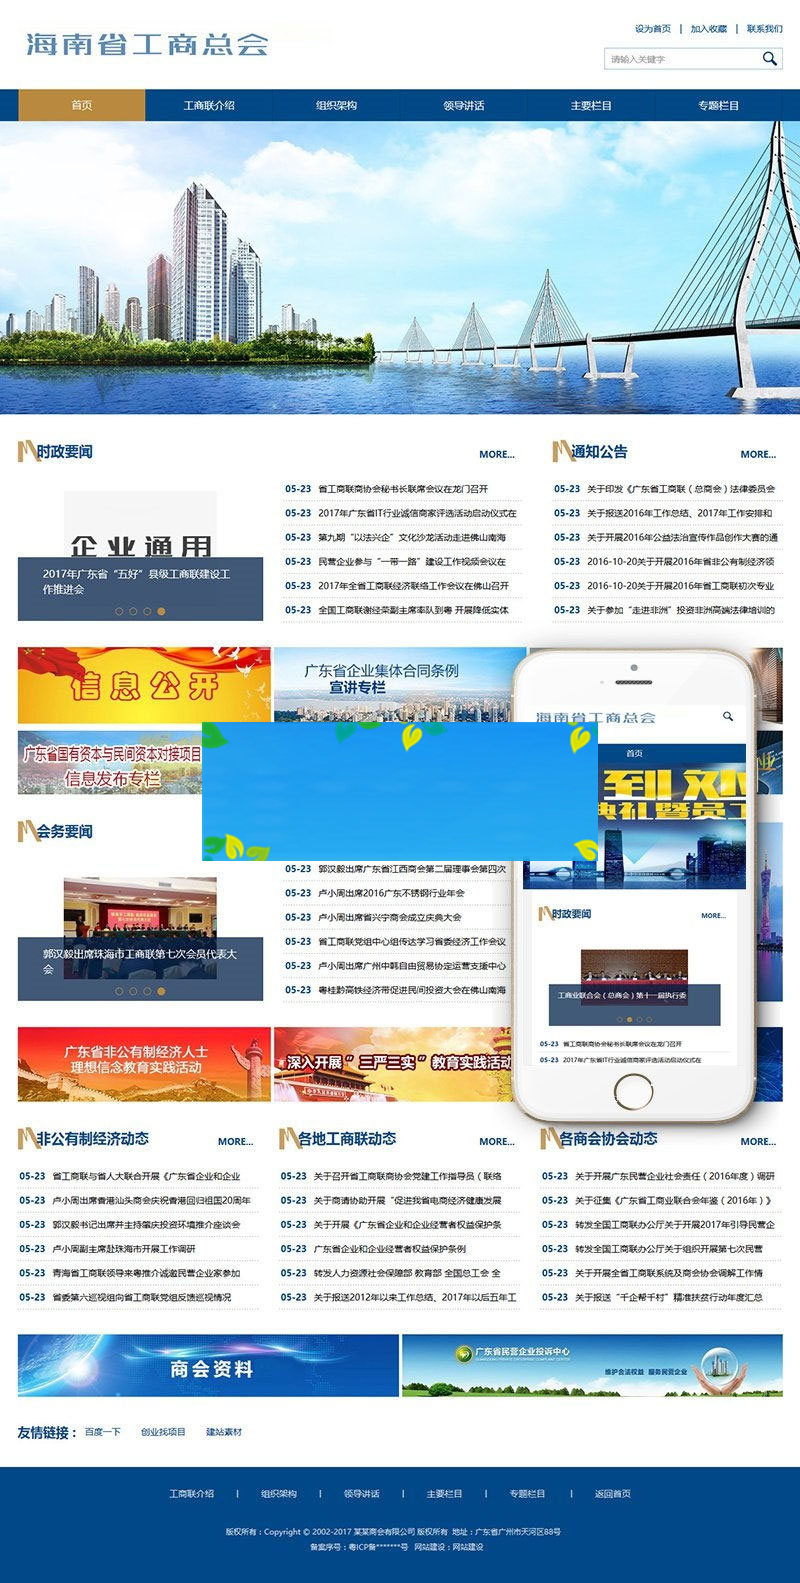 海南省工商总会
设为首页 | 加入收藏 | 联系我们
请输入关键字
首页 工商联介绍 组织架构 领导讲话 主要栏目 专题栏目
时政要闻 MORE...
企业通用
2017年广东省“五好”县级工商联建设工
作推进会
05-23 省工商联商协会秘书长联席会议在龙门召开
05-23 2017年广东省IT行业诚信商家评选活动启动仪式在
05-23 第九期“以法兴企”文化沙龙活动走进佛山南海
05-23 民营企业参与“一带一路”建设工作视频会议在
05-23 2017年全省工商联经济联络工作会议在佛山召开
05-23 全国工商联谢经荣副主席率队到粤 开展降低实体
通知公告 MORE...
05-23 关于印发《广东省工商联（总商会）法律委员会
05-23 关于报送2016年工作总结、2017年工作安排和
05-23 关于开展2016年公益法治宣传作品创作大赛的通
05-23 2016-10-20关于开展2016年省非公有制经济领
05-23 2016-10-20关于开展2016年省工商联初次专业
05-23 关于参加“走进非洲”投资非洲高端法律培训的
信息公开
广东省企业集体合同条例
宣讲专栏
广东省国有资本与民间资本对接项目
信息发布专栏
业
会务要闻
郭汉毅出席珠海市工商联第七次会员代表大
会
05-23 郭汉毅出席广东省江西商会第二届理事会第四次
05-23 卢小周出席2016广东不锈钢行业年会
05-23 卢小周出席省兴宁商会成立庆典大会
05-23 省工商联党组中心组传达学习省委经济工作会议
05-23 卢小周出席广州中韩自由贸易协定运营支援中心
05-23 粤桂黔高铁经济带促进民间投资大会在佛山南海
海南省工商总会
首页
典礼暨员工
时政要闻 MORE...
工商业联合会（总商会）第十一届执行委
05-23 省工商联商协会秘书长联席会议在龙门召开
05-23 2017年广东省IT行业诚信商家评选活动启动仪式在
广东省非公有制经济人士
理想信念教育实践活动
深入开展“三严三实”教育实践活动
非公有制经济动态 MORE...
05-23 省工商联与省人大联合开展《广东省企业和企业
05-23 卢小周出席香港汕头商会庆祝香港回归祖国20周年
05-23 郭汉毅书记出席并主持肇庆投资环境推介座谈会
05-23 卢小周副主席赴珠海市开展工作调研
05-23 青海省工商联领导来粤推介诚邀民营企业家参加
05-23 省委第六巡视组向省工商联党组反馈巡视情况
各地工商联动态 MORE...
05-23 关于召开省工商联商协会党建工作指导员（联络
05-23 关于商请协助开展“促进我省电商经济健康发展
05-23 关于开展《广东省企业和企业经营者权益保护条
05-23 广东省企业和企业经营者权益保护条例
05-23 转发人力资源社会保障部 教育部 全国总工会 全
05-23 关于报送2012年以来工作总结、2017年以后五年工
各商会协会动态 MORE...
05-23 关于开展广东民营企业社会责任（2016年度）调研
05-23 关于征集《广东省工商业联合会年鉴（2016年）》
05-23 转发全国工商联办公厅关于开展2017年引导民营企
05-23 转发全国工商联办公厅关于组织开展第七次民营
05-23 关于开展全省工商联系统及商会协会调解工作情
05-23 关于报送“千企帮千村”精准扶贫行动年度汇总
商会资料
广东省民营企业投诉中心
维护合法权益 服务民营企业
友情链接： 百度一下 创业找项目 建站素材
工商联介绍 | 组织架构 | 领导讲话 | 主要栏目 | 专题栏目 | 返回首页
版权所有：Copyright © 2002-2017 某某商会有限公司 版权所有 地址：广东省广州市天河区88号
备案序号：粤ICP备*******号 网站建设：网站建设